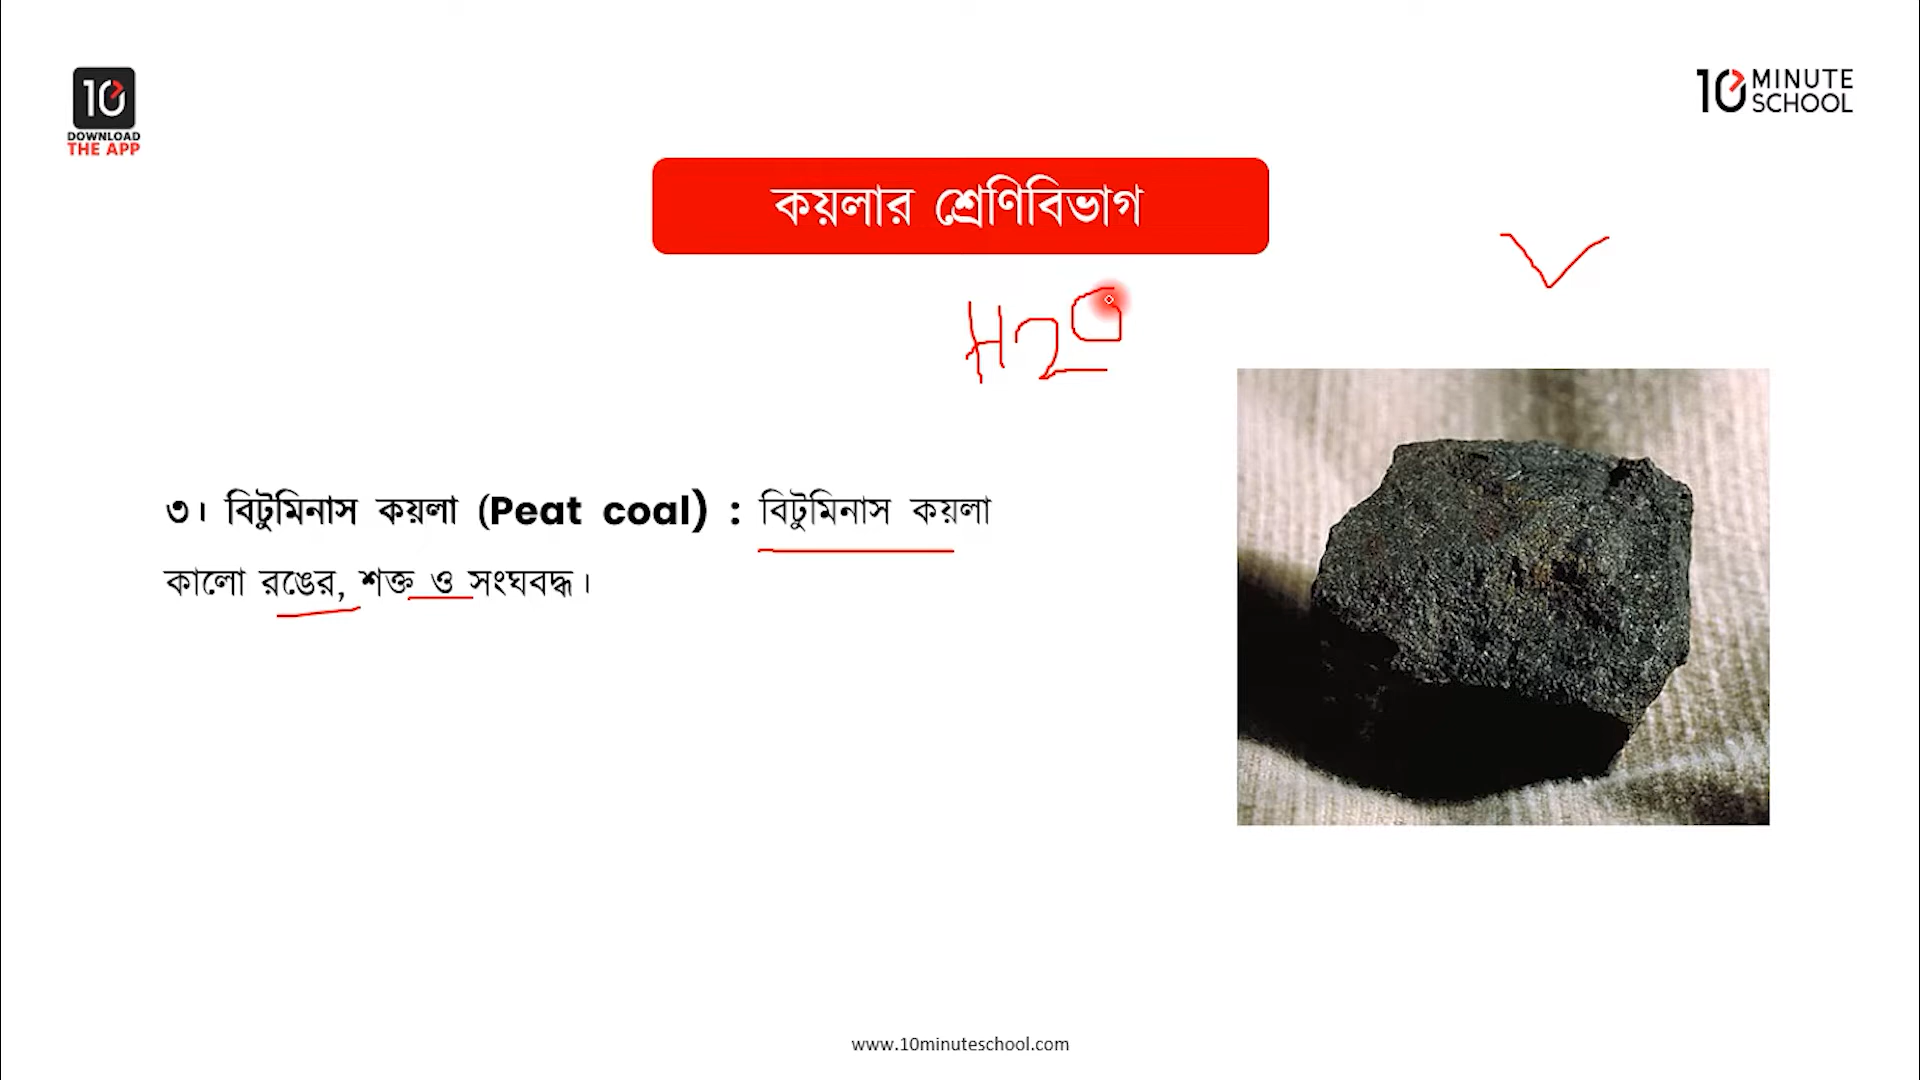 10
DOWNLOAD
THE APP
10 MINUTE
SCHOOL
কয়লার শ্রেণিবিভাগ
H2O
৩। বিটুমিনাস কয়লা (Peat coal) : বিটুমিনাস কয়লা
কালো রঙের, শক্ত ও সংঘবদ্ধ।
www.10minuteschool.com